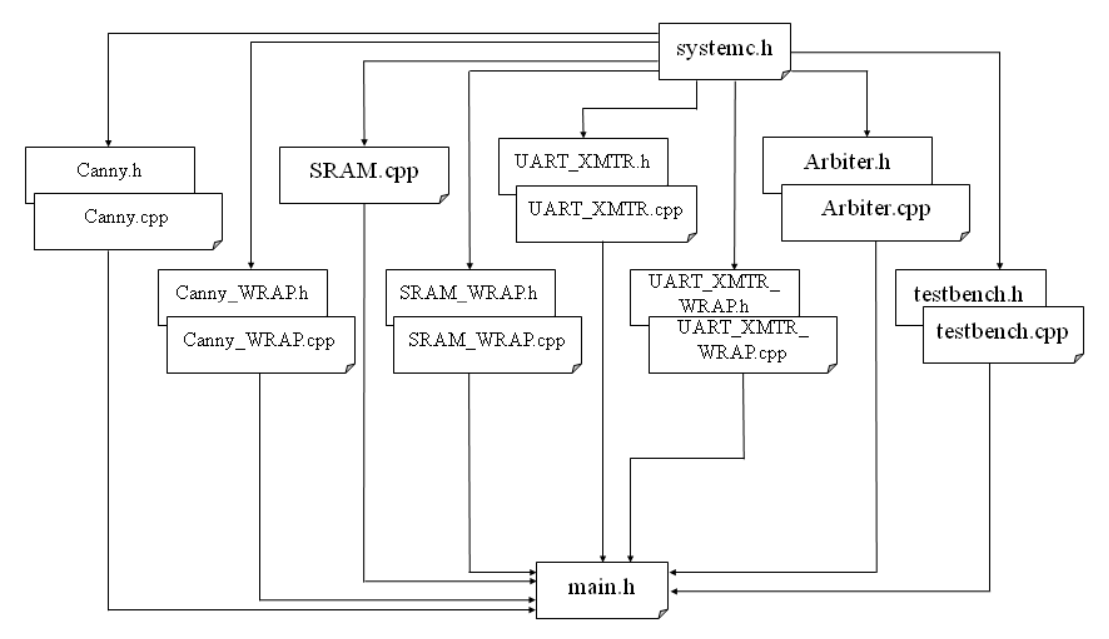 systemc.h
Canny.h
Canny.cpp
SRAM.cpp
UART_XMTR.h
UART_XMTR.cpp
Arbiter.h
Arbiter.cpp
Canny_WRAP.h
Canny_WRAP.cpp
SRAM_WRAP.h
SRAM_WRAP.cpp
UART_XMTR_
WRAP.h
UART_XMTR_
WRAP.cpp
testbench.h
testbench.cpp
main.h